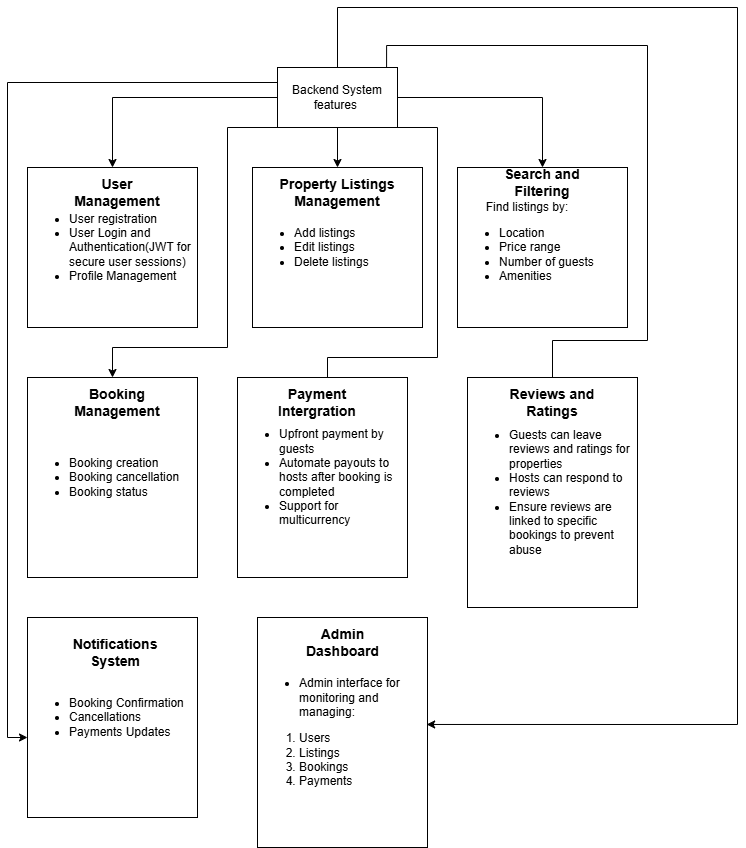 Backend System
features
User
Management
• User registration
• User Login and
Authentication(JWT for
secure user sessions)
• Profile Management
Property Listings
Management
• Add listings
• Edit listings
• Delete listings
Search and
Filtering
Find listings by:
• Location
• Price range
• Number of guests
• Amenities
Booking
Management
• Booking creation
• Booking cancellation
• Booking status
Payment
Intergration
• Upfront payment by
guests
• Automate payouts to
hosts after booking is
completed
• Support for
multicurrency
Reviews and
Ratings
• Guests can leave
reviews and ratings for
properties
• Hosts can respond to
reviews
• Ensure reviews are
linked to specific
bookings to prevent
abuse
Notifications
System
• Booking Confirmation
• Cancellations
• Payments Updates
Admin
Dashboard
• Admin interface for
monitoring and
managing:
1. Users
2. Listings
3. Bookings
4. Payments